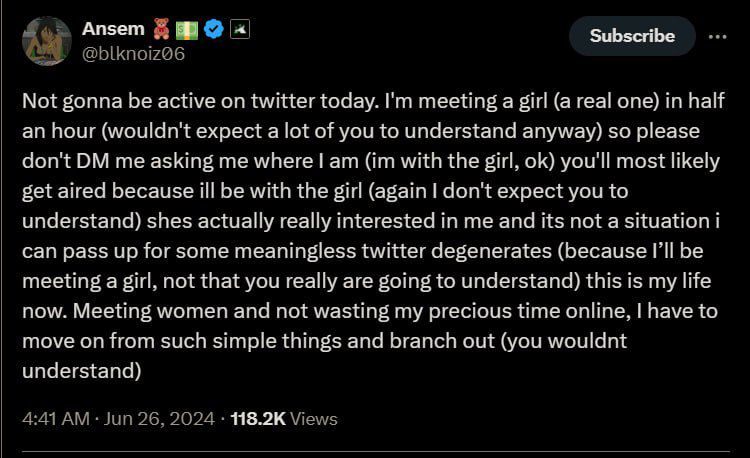 Ansem 🧸💵
@blknoiz06
Subscribe
Not gonna be active on twitter today. I'm meeting a girl (a real one) in half
an hour (wouldn't expect a lot of you to understand anyway) so please
don't DM me asking me where I am (im with the girl, ok) you'll most likely
get aired because ill be with the girl (again I don't expect you to
understand) shes actually really interested in me and its not a situation i
can pass up for some meaningless twitter degenerates (because I’ll be
meeting a girl, not that you really are going to understand) this is my life
now. Meeting women and not wasting my precious time online, I have to
move on from such simple things and branch out (you wouldnt
understand)
4:41 AM · Jun 26, 2024 · 118.2K Views